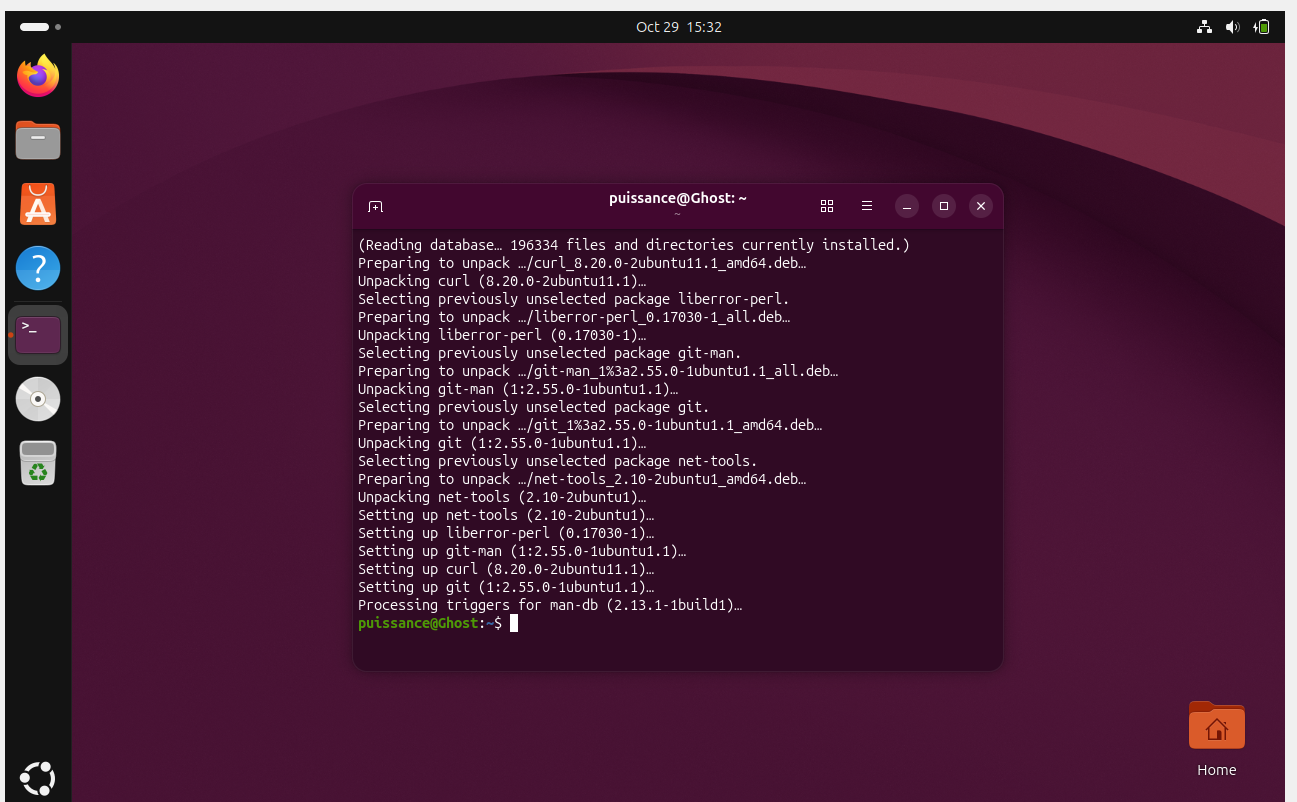 Oct 29 15:32
puissance@Ghost: ~
~
(Reading database… 196334 files and directories currently installed.)
Preparing to unpack …/curl_8.20.0-2ubuntu11.1_amd64.deb…
Unpacking curl (8.20.0-2ubuntu11.1)…
Selecting previously unselected package liberror-perl.
Preparing to unpack …/liberror-perl_0.17030-1_all.deb…
Unpacking liberror-perl (0.17030-1)…
Selecting previously unselected package git-man.
Preparing to unpack …/git-man_1%3a2.55.0-1ubuntu1.1_all.deb…
Unpacking git-man (1:2.55.0-1ubuntu1.1)…
Selecting previously unselected package git.
Preparing to unpack …/git_1%3a2.55.0-1ubuntu1.1_amd64.deb…
Unpacking git (1:2.55.0-1ubuntu1.1)…
Selecting previously unselected package net-tools.
Preparing to unpack …/net-tools_2.10-2ubuntu1_amd64.deb…
Unpacking net-tools (2.10-2ubuntu1)…
Setting up net-tools (2.10-2ubuntu1)…
Setting up liberror-perl (0.17030-1)…
Setting up git-man (1:2.55.0-1ubuntu1.1)…
Setting up curl (8.20.0-2ubuntu11.1)…
Setting up git (1:2.55.0-1ubuntu1.1)…
Processing triggers for man-db (2.13.1-1build1)…
puissance@Ghost:~$
Home